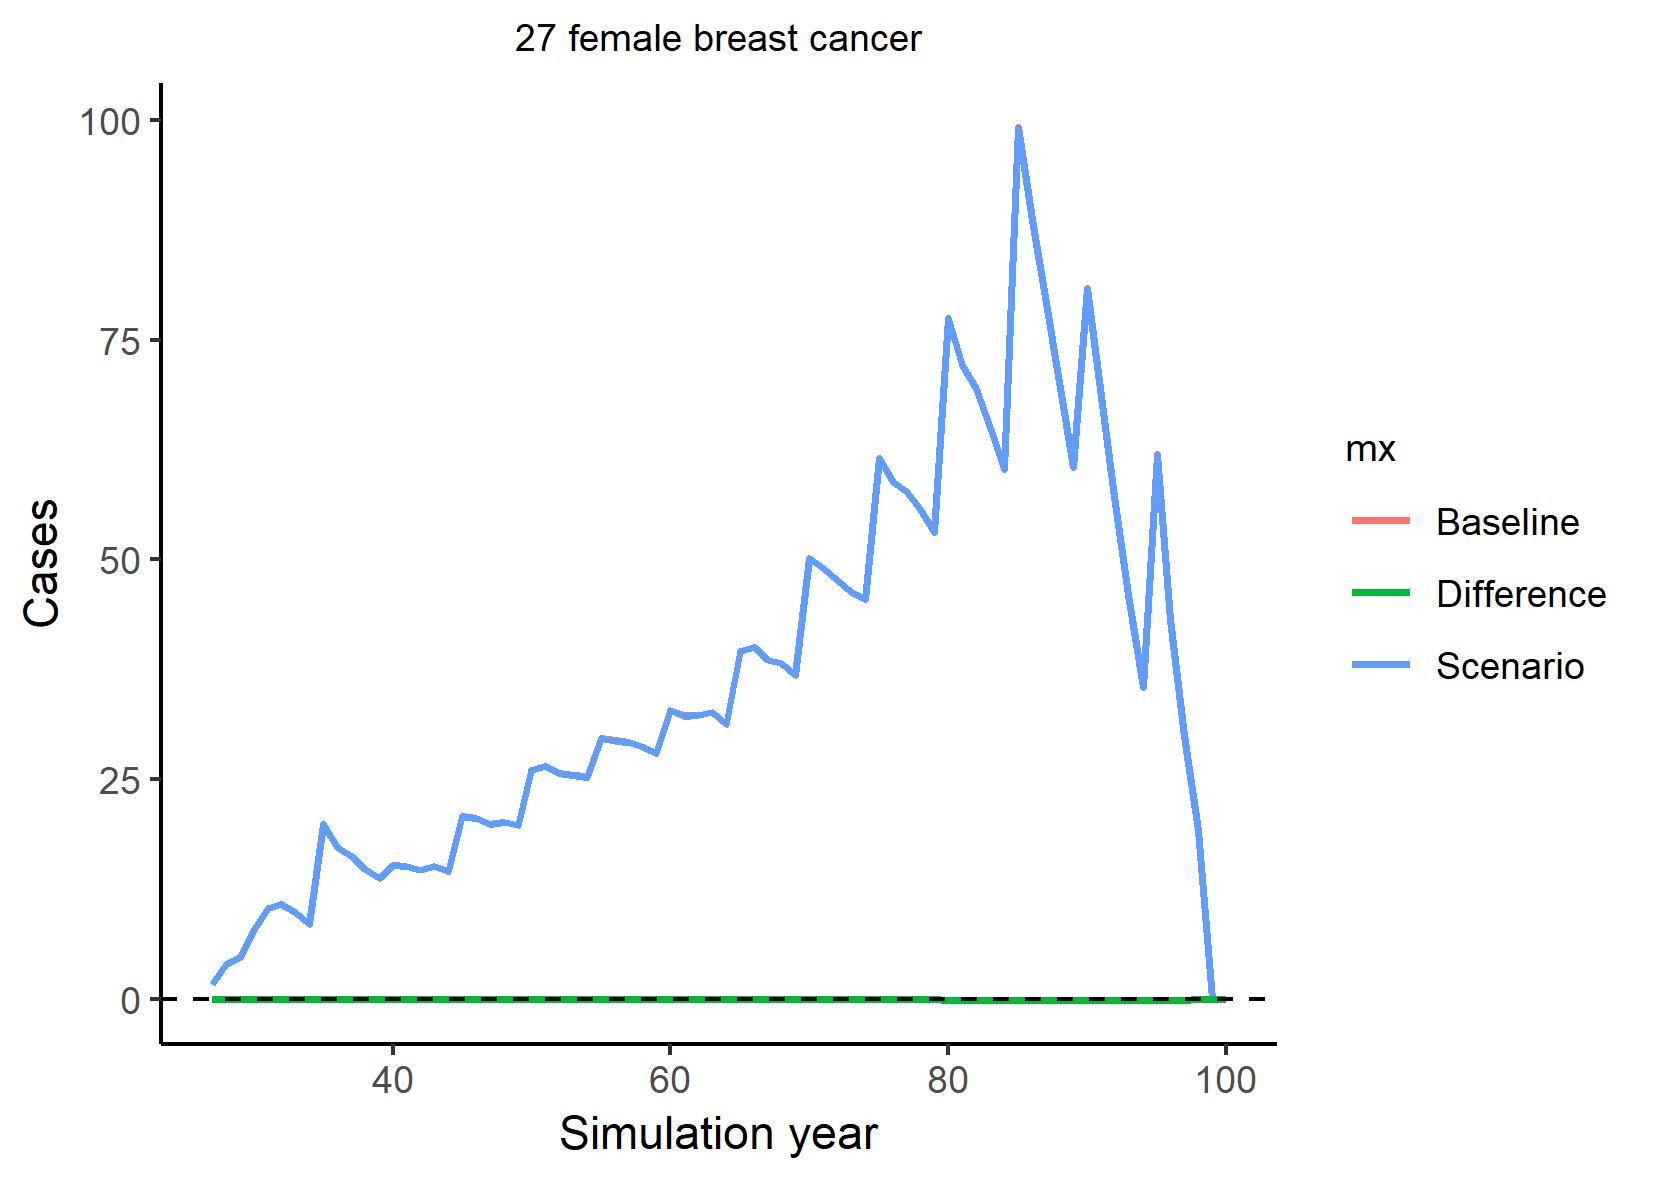 27 female breast cancer
100
75
50
25
0
Cases
40 60 80 100
Simulation year
mx
Baseline
Difference
Scenario